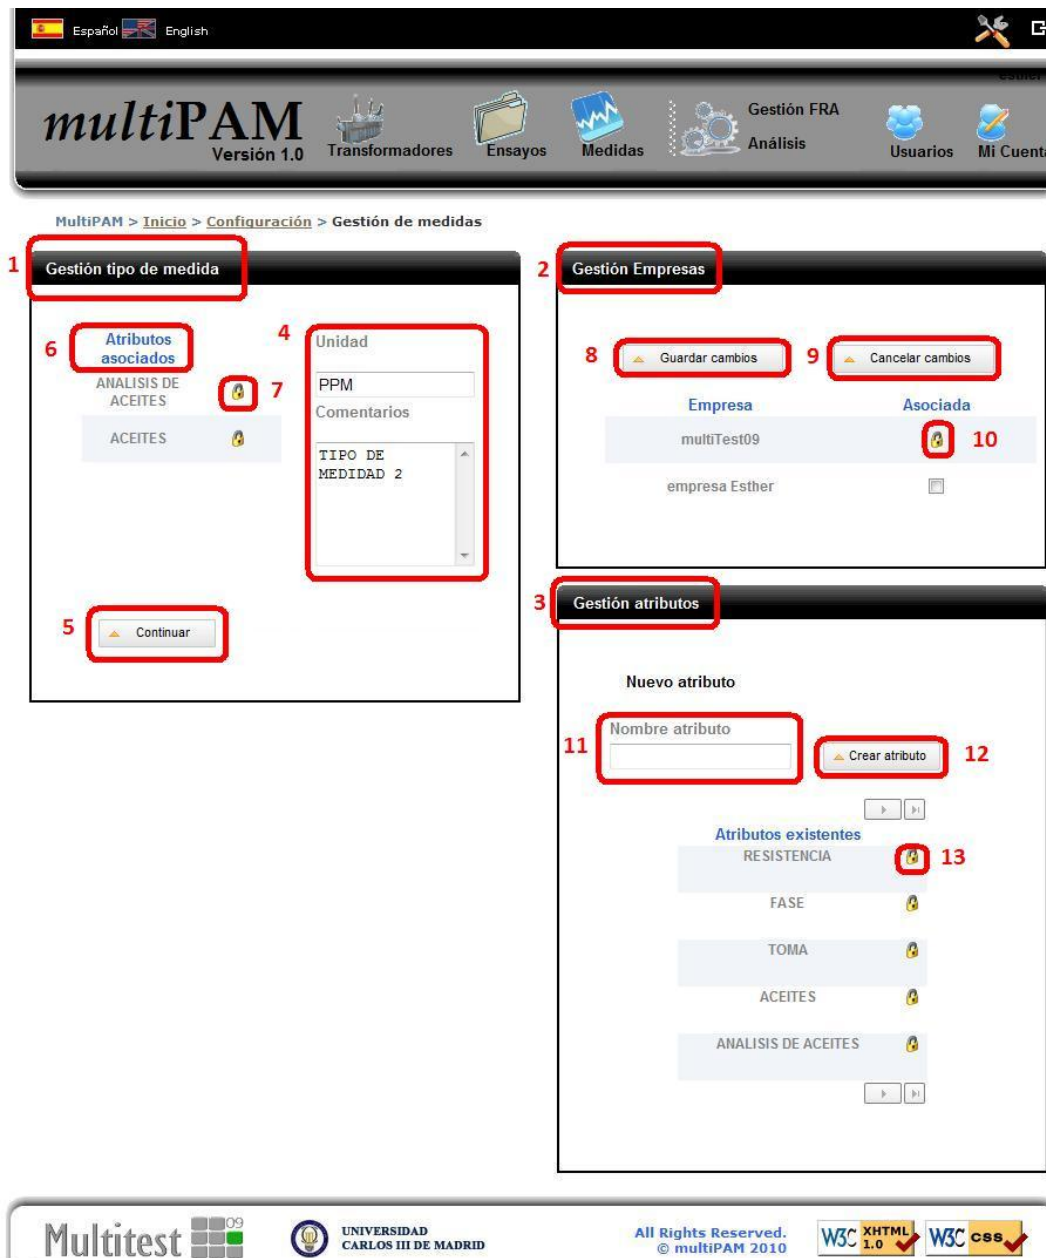 Español English
esther
multiPAM
Versión 1.0
Transformadores
Ensayos
Medidas
Gestión FRA
Análisis
Usuarios
Mi Cuenta
MultiPAM > Inicio > Configuración > Gestión de medidas
1 Gestión tipo de medida
6 Atributos
asociados
ANALISIS DE
ACEITES
7
ACEITES
4 Unidad
PPM
Comentarios
TIPO DE
MEDIDAD 2
5 Continuar
2 Gestión Empresas
8 Guardar cambios 9 Cancelar cambios
Empresa Asociada
multiTest09 10
empresa Esther
3 Gestión atributos
Nuevo atributo
11 Nombre atributo
Crear atributo 12
Atributos existentes
RESISTENCIA 13
FASE
TOMA
ACEITES
ANALISIS DE ACEITES
Multitest 09
UNIVERSIDAD
CARLOS III DE MADRID
All Rights Reserved.
© multiPAM 2010
W3C XHTML 1.0
W3C css